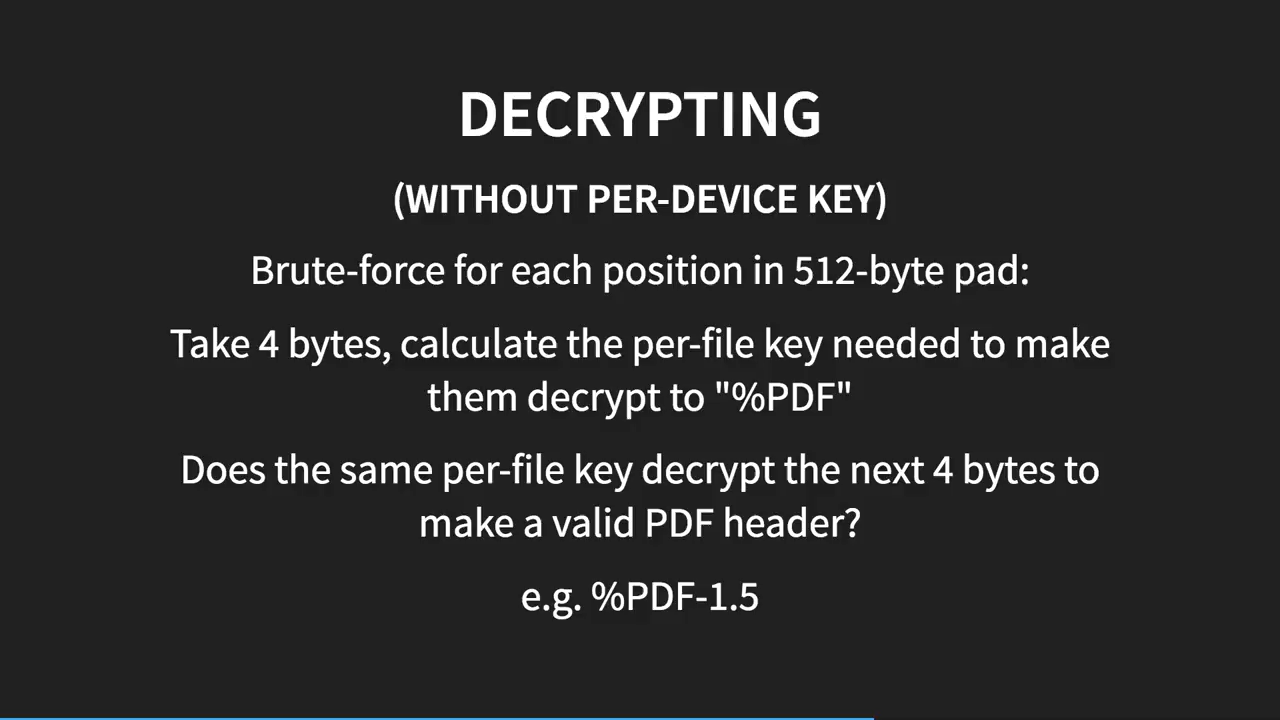 DECRYPTING
(WITHOUT PER-DEVICE KEY)
Brute-force for each position in 512-byte pad:
Take 4 bytes, calculate the per-file key needed to make
them decrypt to "%PDF"
Does the same per-file key decrypt the next 4 bytes to
make a valid PDF header?
e.g. %PDF-1.5